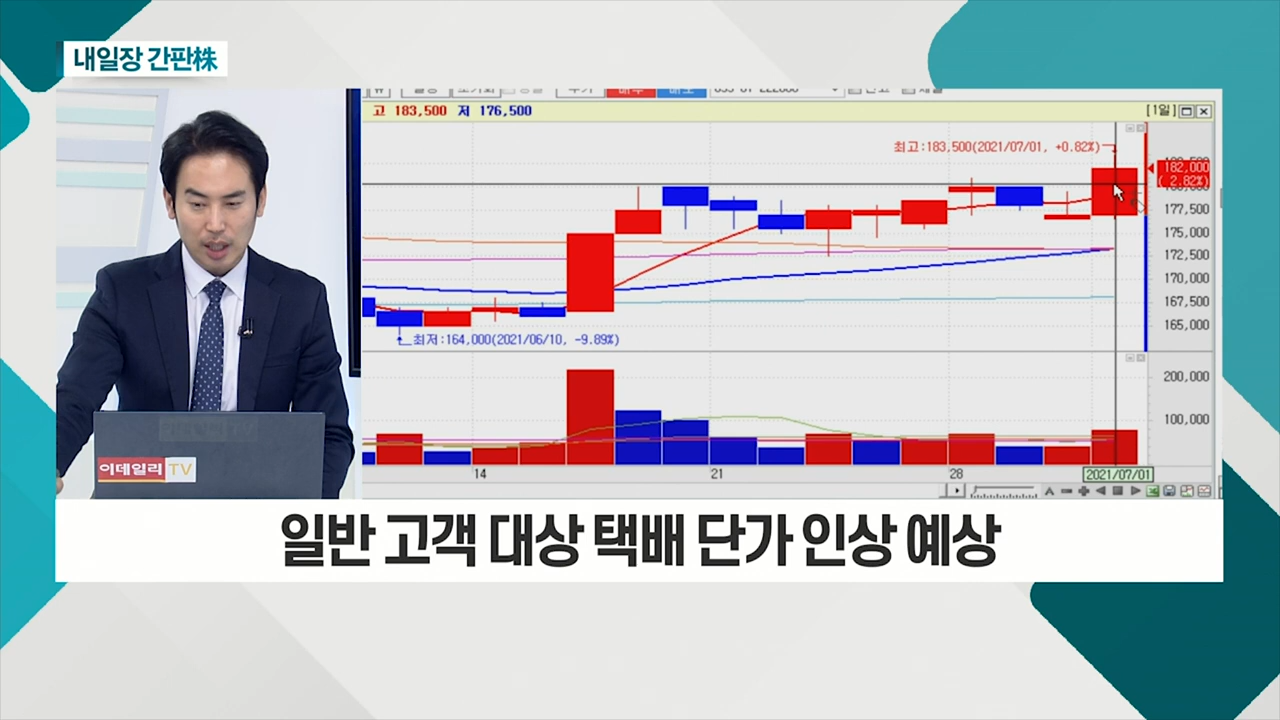 내일장 간판株
고 183,500 저 176,500
[1일]
최고:183,500(2021/07/01, +0.82%)
182,000
( 2.82%)
177,500
175,000
172,500
170,000
167,500
165,000
최저:164,000(2021/06/10, -9.89%)
200,000
100,000
14
21
28
2021/07/01
이데일리 TV
일반 고객 대상 택배 단가 인상 예상